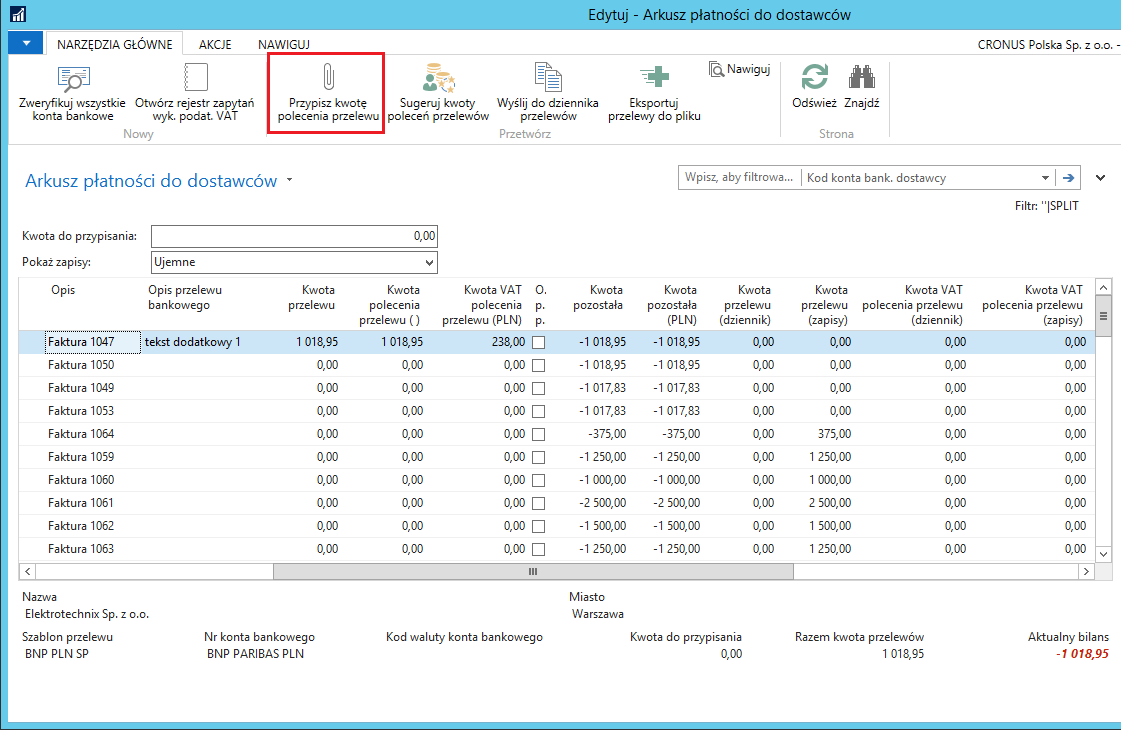 Edytuj - Arkusz płatności do dostawców
NARZĘDZIA GŁÓWNE AKCJE NAWIGUJ CRONUS Polska Sp. z o.o. -
Zweryfikuj wszystkie konta bankowe
Otwórz rejestr zapytań wyk. podat. VAT
Przypisz kwotę polecenia przelewu
Sugeruj kwoty poleceń przelewów
Wyślij do dziennika przelewów
Eksportuj przelewy do pliku
Nawiguj
Odśwież
Znajdź
Nowy Przetwórz Strona
Arkusz płatności do dostawców
Wpisz, aby filtrowa... Kod konta bank. dostawcy
Filtr: ''|SPLIT
Kwota do przypisania: 0,00
Pokaż zapisy: Ujemne
Opis Opis przelewu bankowego Kwota przelewu Kwota polecenia przelewu ( ) Kwota VAT polecenia przelewu (PLN) O. p. p. Kwota pozostała Kwota pozostała (PLN) Kwota przelewu (dziennik) Kwota przelewu (zapisy) Kwota VAT polecenia przelewu (dziennik) Kwota VAT polecenia przelewu (zapisy)
Faktura 1047 tekst dodatkowy 1 1 018,95 1 018,95 238,00 -1 018,95 -1 018,95 0,00 0,00 0,00 0,00
Faktura 1050 0,00 0,00 0,00 -1 018,95 -1 018,95 0,00 0,00 0,00 0,00
Faktura 1049 0,00 0,00 0,00 -1 017,83 -1 017,83 0,00 0,00 0,00 0,00
Faktura 1053 0,00 0,00 0,00 -1 017,83 -1 017,83 0,00 0,00 0,00 0,00
Faktura 1064 0,00 0,00 0,00 -375,00 -375,00 0,00 375,00 0,00 0,00
Faktura 1059 0,00 0,00 0,00 -1 250,00 -1 250,00 0,00 1 250,00 0,00 0,00
Faktura 1060 0,00 0,00 0,00 -1 000,00 -1 000,00 0,00 1 000,00 0,00 0,00
Faktura 1061 0,00 0,00 0,00 -2 500,00 -2 500,00 0,00 2 500,00 0,00 0,00
Faktura 1062 0,00 0,00 0,00 -1 500,00 -1 500,00 0,00 1 500,00 0,00 0,00
Faktura 1063 0,00 0,00 0,00 -1 250,00 -1 250,00 0,00 1 250,00 0,00 0,00
Nazwa Miasto
Elektrotechnix Sp. z o.o. Warszawa
Szablon przelewu Nr konta bankowego Kod waluty konta bankowego Kwota do przypisania Razem kwota przelewów Aktualny bilans
BNP PLN SP BNP PARIBAS PLN 0,00 1 018,95 -1 018,95